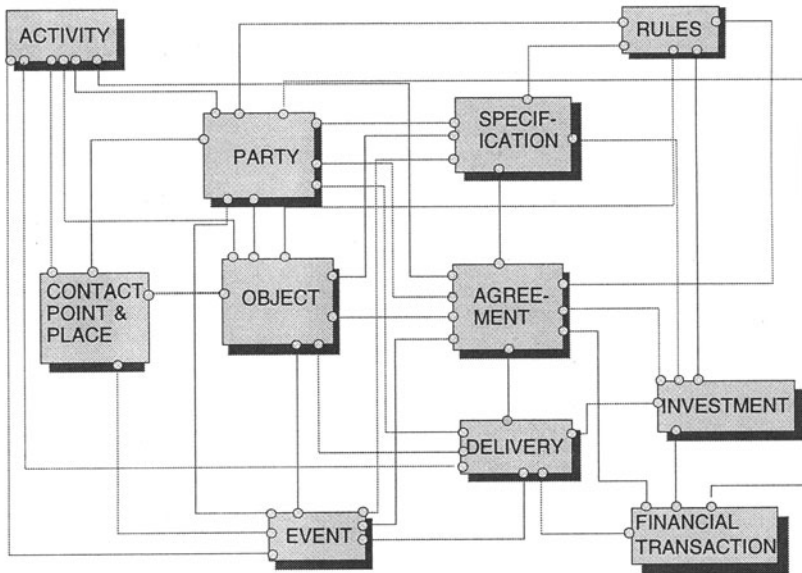 ACTIVITY
RULES
SPECIF-
ICATION
PARTY
CONTACT
POINT &
PLACE
OBJECT
AGREE-
MENT
INVESTMENT
DELIVERY
EVENT
FINANCIAL
TRANSACTION